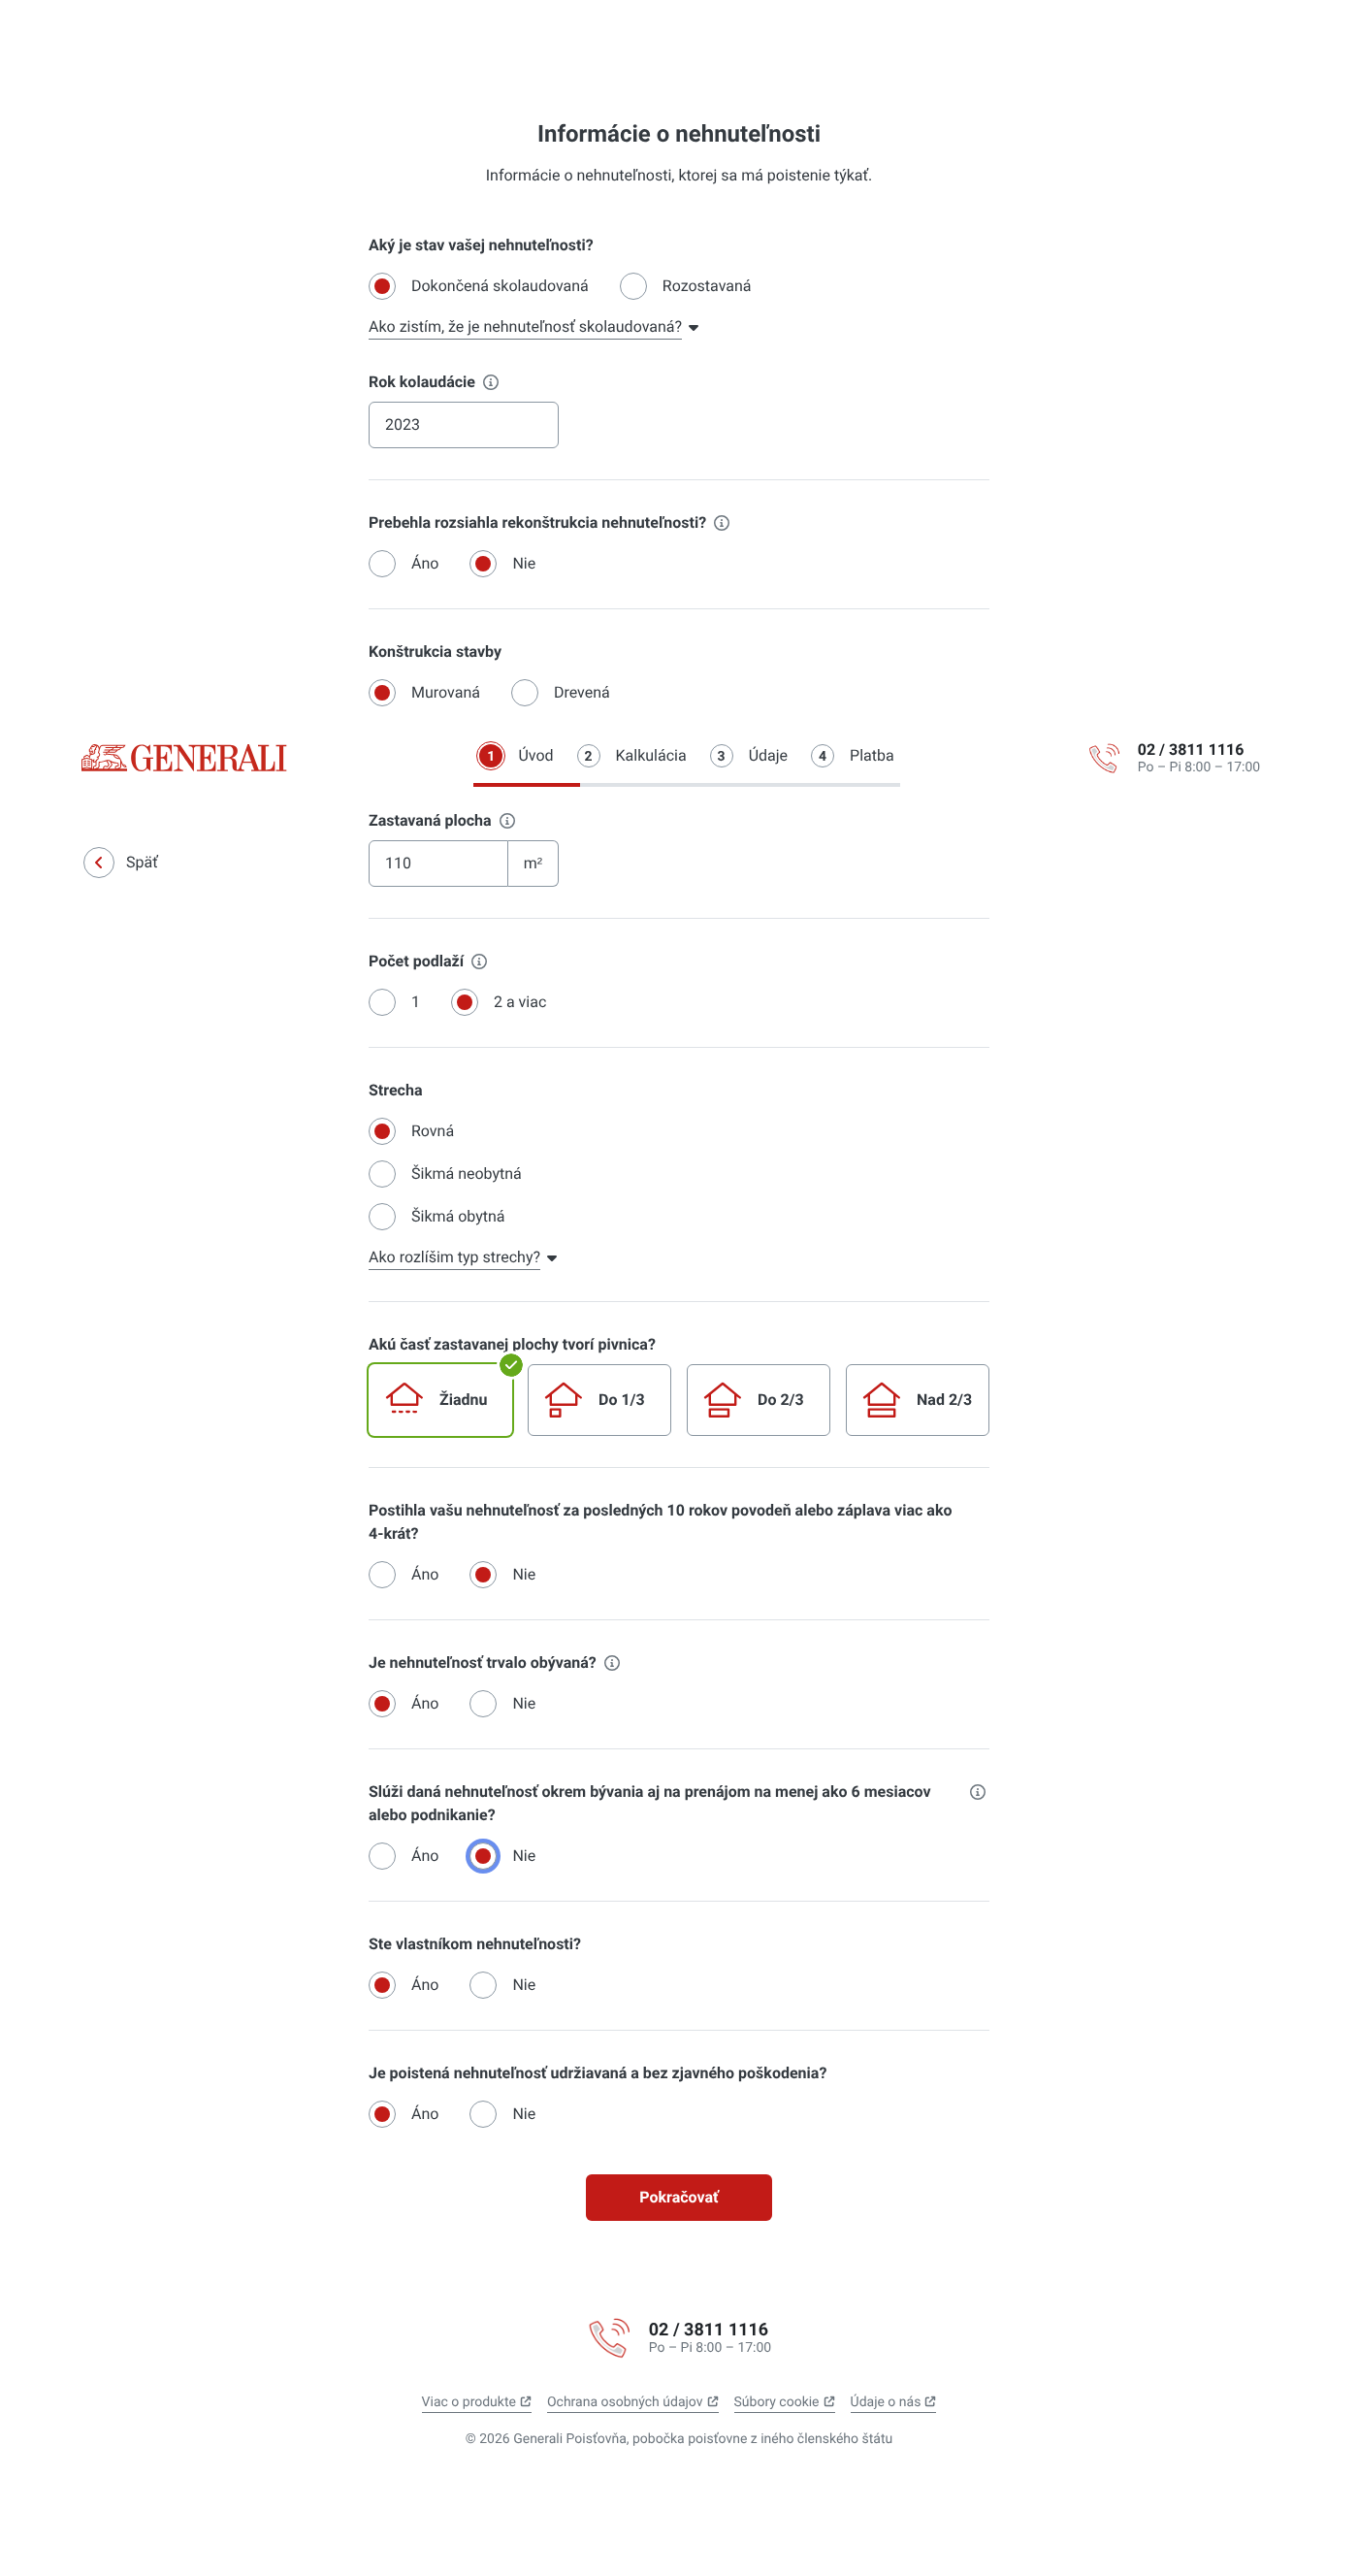 Informácie o nehnuteľnosti
Informácie o nehnuteľnosti, ktorej sa má poistenie týkať.
Aký je stav vašej nehnuteľnosti?
Dokončená skolaudovaná
Rozostavaná
Ako zistím, že je nehnuteľnosť skolaudovaná?
Rok kolaudácie
2023
Prebehla rozsiahla rekonštrukcia nehnuteľnosti?
Áno
Nie
Konštrukcia stavby
Murovaná
Drevená
GENERALI
1 Úvod
2 Kalkulácia
3 Údaje
4 Platba
02 / 3811 1116
Po – Pi 8:00 – 17:00
Zastavaná plocha
110 m²
Späť
Počet podlaží
1
2 a viac
Strecha
Rovná
Šikmá neobytná
Šikmá obytná
Ako rozlíšim typ strechy?
Akú časť zastavanej plochy tvorí pivnica?
Žiadnu
Do 1/3
Do 2/3
Nad 2/3
Postihla vašu nehnuteľnosť za posledných 10 rokov povodeň alebo záplava viac ako
4-krát?
Áno
Nie
Je nehnuteľnosť trvalo obývaná?
Áno
Nie
Slúži daná nehnuteľnosť okrem bývania aj na prenájom na menej ako 6 mesiacov
alebo podnikanie?
Áno
Nie
Ste vlastníkom nehnuteľnosti?
Áno
Nie
Je poistená nehnuteľnosť udržiavaná a bez zjavného poškodenia?
Áno
Nie
Pokračovať
02 / 3811 1116
Po – Pi 8:00 – 17:00
Viac o produkte
Ochrana osobných údajov
Súbory cookie
Údaje o nás
© 2026 Generali Poisťovňa, pobočka poisťovne z iného členského štátu